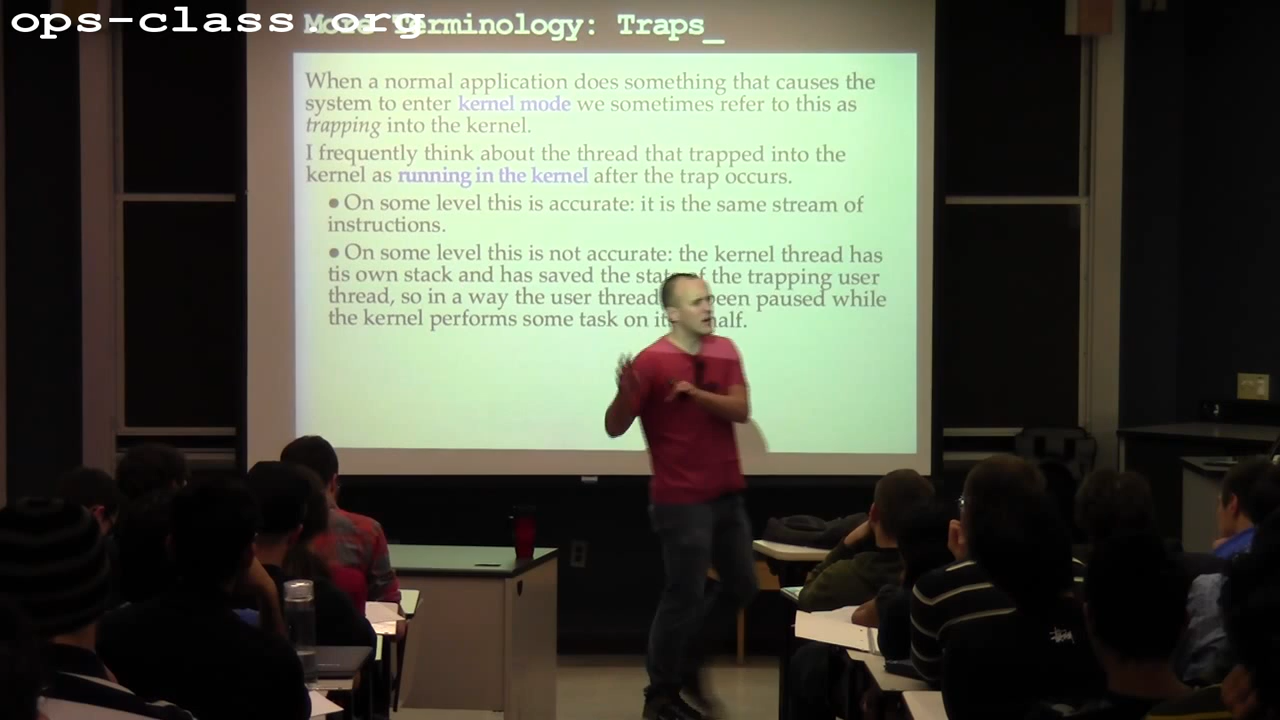 ops-class.org
More Terminology: Traps_
When a normal application does something that causes the
system to enter kernel mode we sometimes refer to this as
trapping into the kernel.
I frequently think about the thread that trapped into the
kernel as running in the kernel after the trap occurs.
● On some level this is accurate: it is the same stream of
instructions.
● On some level this is not accurate: the kernel thread has
tis own stack and has saved the state of the trapping user
thread, so in a way the user thread been paused while
the kernel performs some task on its behalf.